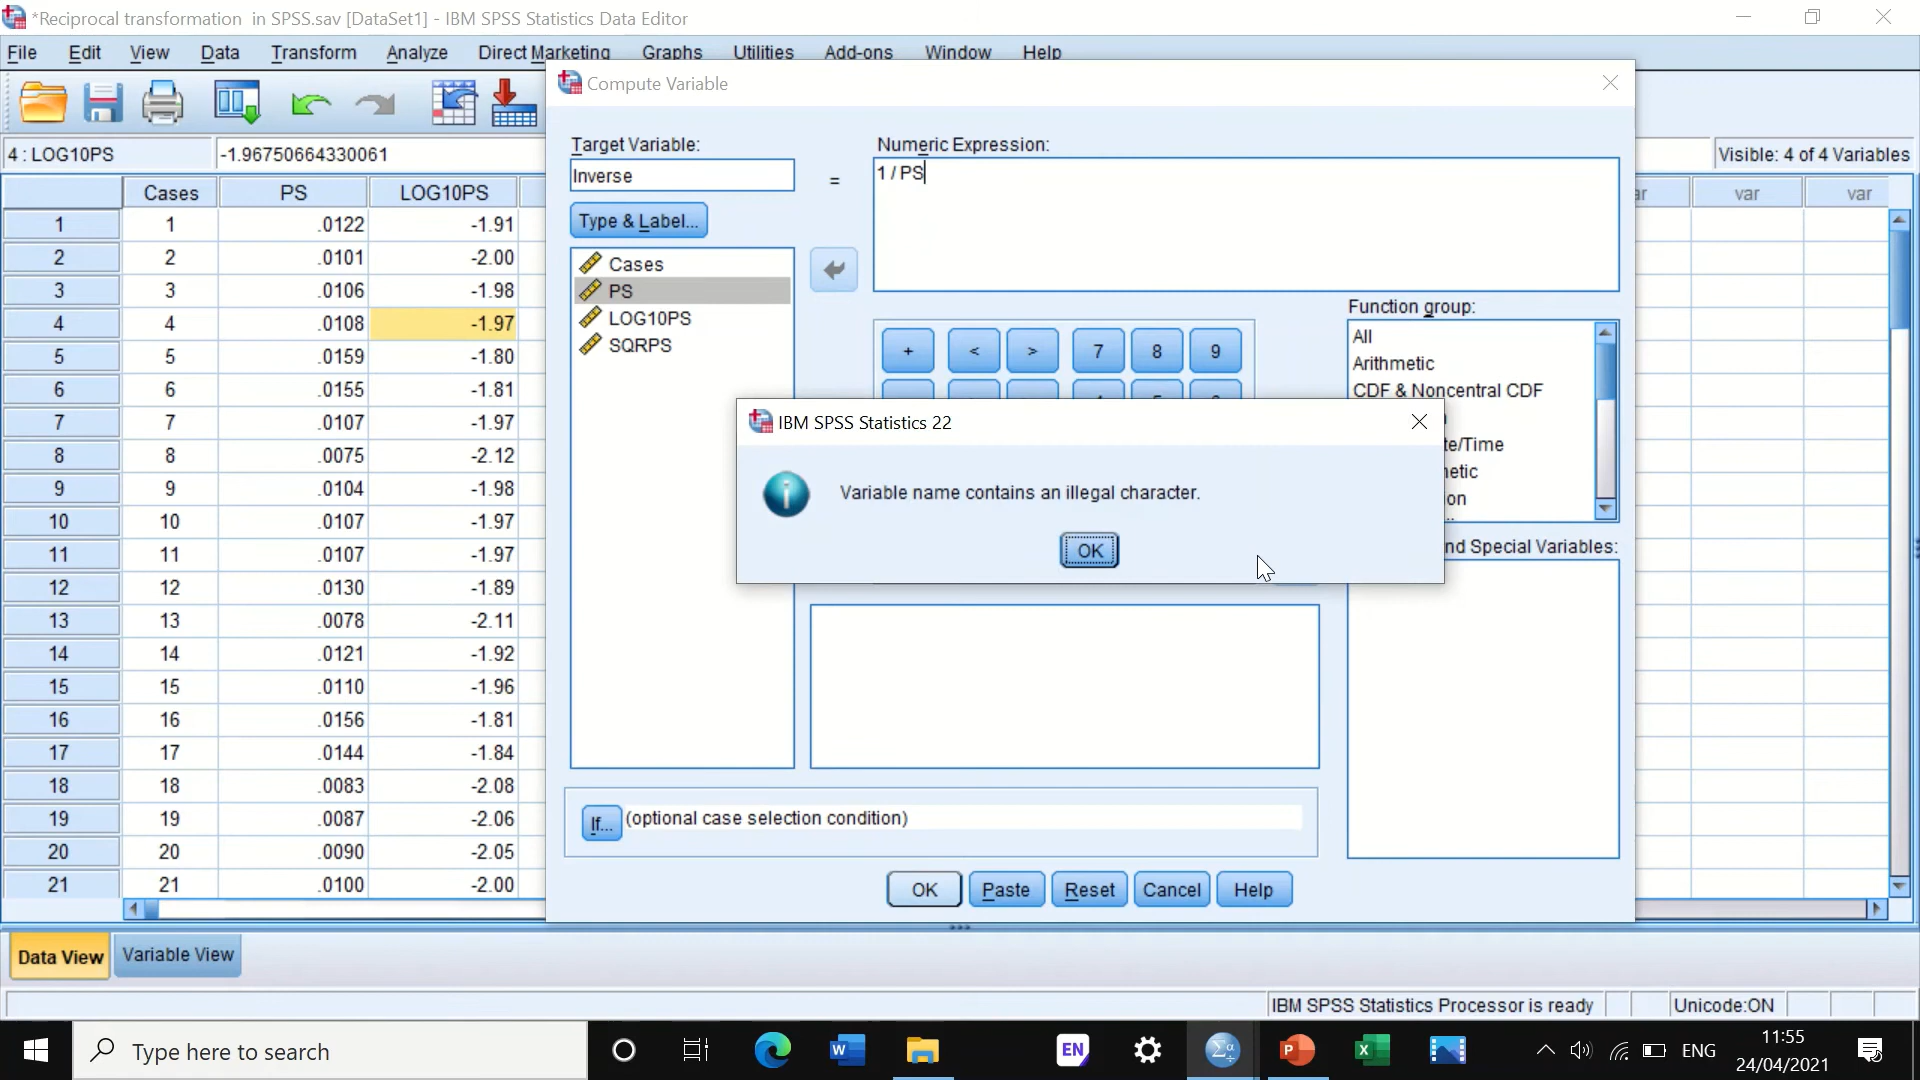 *Reciprocal transformation in SPSS.sav [DataSet1] - IBM SPSS Statistics Data Editor
File Edit View Data Transform Analyze Direct Marketing Graphs Utilities Add-ons Window Help
Compute Variable
4 : LOG10PS -1.96750664330061
Visible: 4 of 4 Variables
Target Variable:
Numeric Expression:
Inverse = 1 / PS
Type & Label...
Cases PS LOG10PS
var var
1 1 .0122 -1.91
2 2 .0101 -2.00
3 3 .0106 -1.98
4 4 .0108 -1.97
5 5 .0159 -1.80
6 6 .0155 -1.81
7 7 .0107 -1.97
8 8 .0075 -2.12
9 9 .0104 -1.98
10 10 .0107 -1.97
11 11 .0107 -1.97
12 12 .0130 -1.89
13 13 .0078 -2.11
14 14 .0121 -1.92
15 15 .0110 -1.96
16 16 .0156 -1.81
17 17 .0144 -1.84
18 18 .0083 -2.08
19 19 .0087 -2.06
20 20 .0090 -2.05
21 21 .0100 -2.00
Cases
PS
LOG10PS
SQRPS
+ < > 7 8 9
Function group:
All
Arithmetic
CDF & Noncentral CDF
te/Time
netic
on
nd Special Variables:
IBM SPSS Statistics 22
Variable name contains an illegal character.
OK
If... (optional case selection condition)
OK Paste Reset Cancel Help
Data View Variable View
IBM SPSS Statistics Processor is ready
Unicode:ON
Type here to search
EN
ENG
11:55
24/04/2021